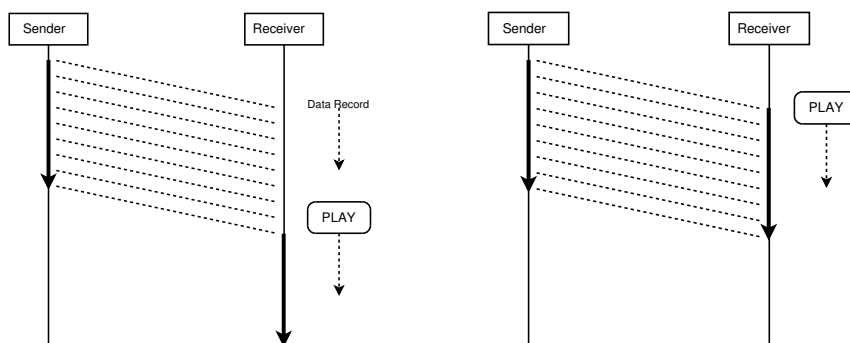 Sender
Receiver
Data Record
PLAY
Sender
Receiver
PLAY